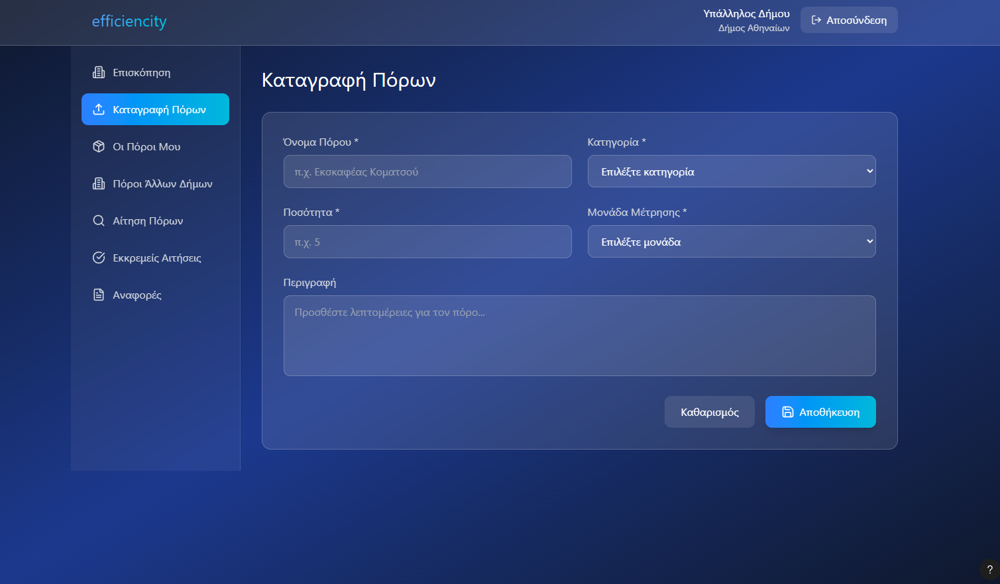 efficiencity
Υπάλληλος Δήμου
Δήμος Αθηναίων
Αποσύνδεση
Επισκόπηση
Καταγραφή Πόρων
Οι Πόροι Μου
Πόροι Άλλων Δήμων
Αίτηση Πόρων
Εκκρεμείς Αιτήσεις
Αναφορές
Καταγραφή Πόρων
Όνομα Πόρου *
π.χ. Εκσκαφέας Κοματσού
Κατηγορία *
Επιλέξτε κατηγορία
Ποσότητα *
π.χ. 5
Μονάδα Μέτρησης *
Επιλέξτε μονάδα
Περιγραφή
Προσθέστε λεπτομέρειες για τον πόρο...
Καθαρισμός
Αποθήκευση
?